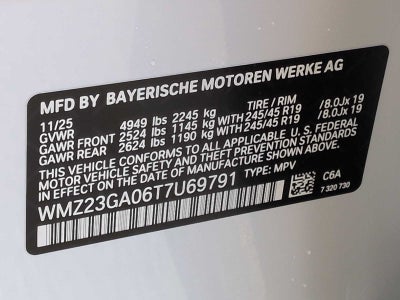 MFD BY BAYERISCHE MOTOREN WERKE AG
11/25 TIRE / RIM
GVWR 4949 lbs 2245 kg
GAWR FRONT 2524 lbs 1145 kg 245/45 R19 /8.0Jx 19
GAWR REAR 2624 lbs 1190 kg 245/45 R19 /8.0Jx 19
THIS VEHICLE CONFORMS TO ALL APPLICABLE U.S. FEDERAL
MOTOR VEHICLE SAFETY, BUMPER, AND THEFT
PREVENTION STANDARDS IN EFFECT ON THE DATE OF
MANUFACTURE SHOWN ABOVE.
WMZ23GA06T7U69791 TYPE: MPV
C6A
7 320 730